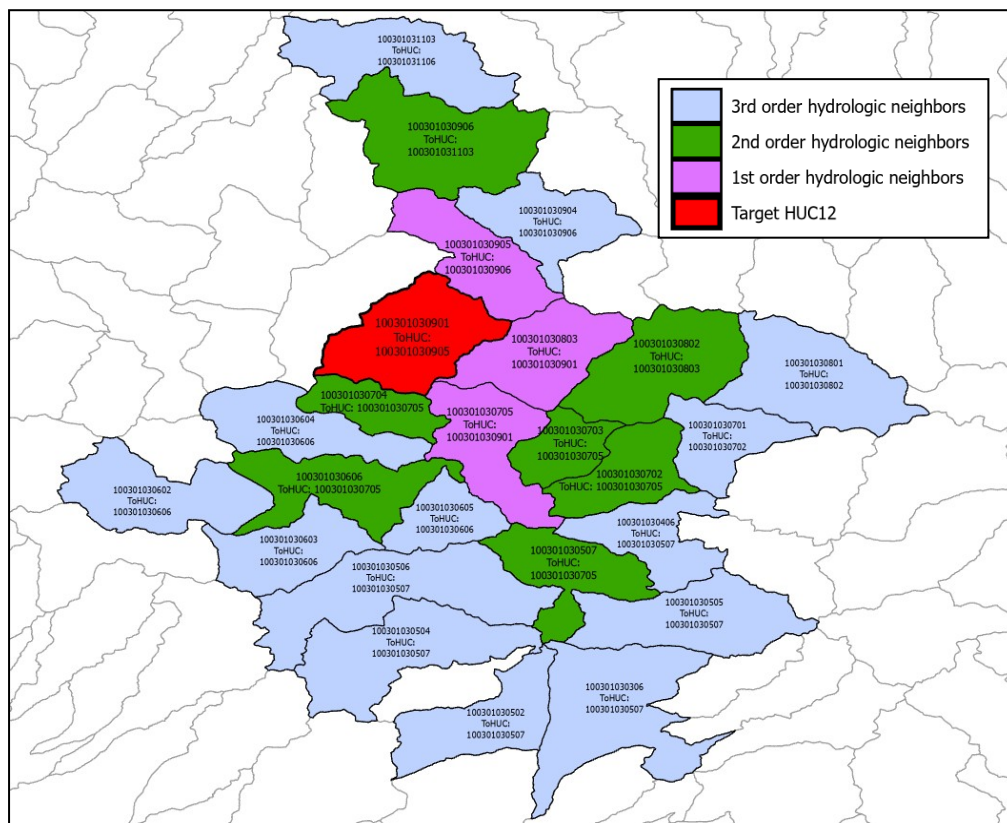 100301031103
ToHUC:
100301031106
3rd order hydrologic neighbors
2nd order hydrologic neighbors
1st order hydrologic neighbors
Target HUC12
100301030906
ToHUC:
100301031103
100301030904
ToHUC:
100301030906
100301030905
ToHUC:
100301030906
100301030901
ToHUC:
100301030905
100301030803
ToHUC:
100301030901
100301030802
ToHUC:
100301030803
100301030801
ToHUC:
100301030802
100301030704
ToHUC: 100301030705
100301030604
ToHUC:
100301030606
100301030705
ToHUC:
100301030901
100301030703
ToHUC:
100301030705
100301030701
ToHUC:
100301030702
100301030702
ToHUC: 100301030705
100301030606
ToHUC: 100301030705
100301030602
ToHUC:
100301030606
100301030605
ToHUC:
100301030606
100301030406
ToHUC:
100301030507
100301030603
ToHUC:
100301030606
100301030507
ToHUC:
100301030705
100301030506
ToHUC:
100301030507
100301030505
ToHUC:
100301030507
100301030504
ToHUC:
100301030507
100301030306
ToHUC:
100301030507
100301030502
ToHUC:
100301030507